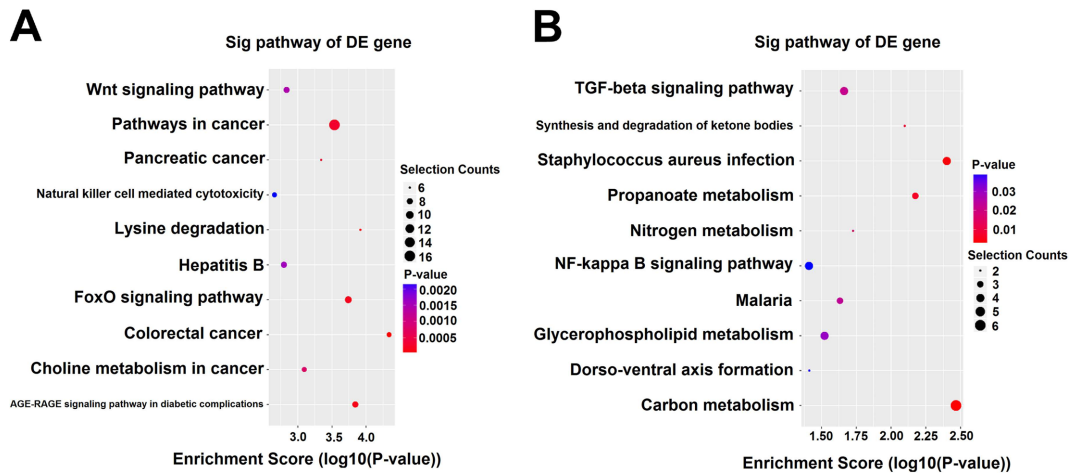 A
Sig pathway of DE gene
Wnt signaling pathway
Pathways in cancer
Pancreatic cancer
Natural killer cell mediated cytotoxicity
Lysine degradation
Hepatitis B
FoxO signaling pathway
Colorectal cancer
Choline metabolism in cancer
AGE-RAGE signaling pathway in diabetic complications
3.0 3.5 4.0
Enrichment Score (log10(P-value))
Selection Counts
6
8
10
12
14
16
P-value
0.0020
0.0015
0.0010
0.0005
B
Sig pathway of DE gene
TGF-beta signaling pathway
Synthesis and degradation of ketone bodies
Staphylococcus aureus infection
Propanoate metabolism
Nitrogen metabolism
NF-kappa B signaling pathway
Malaria
Glycerophospholipid metabolism
Dorso-ventral axis formation
Carbon metabolism
1.50 1.75 2.00 2.25 2.50
Enrichment Score (log10(P-value))
P-value
0.03
0.02
0.01
Selection Counts
2
3
4
5
6